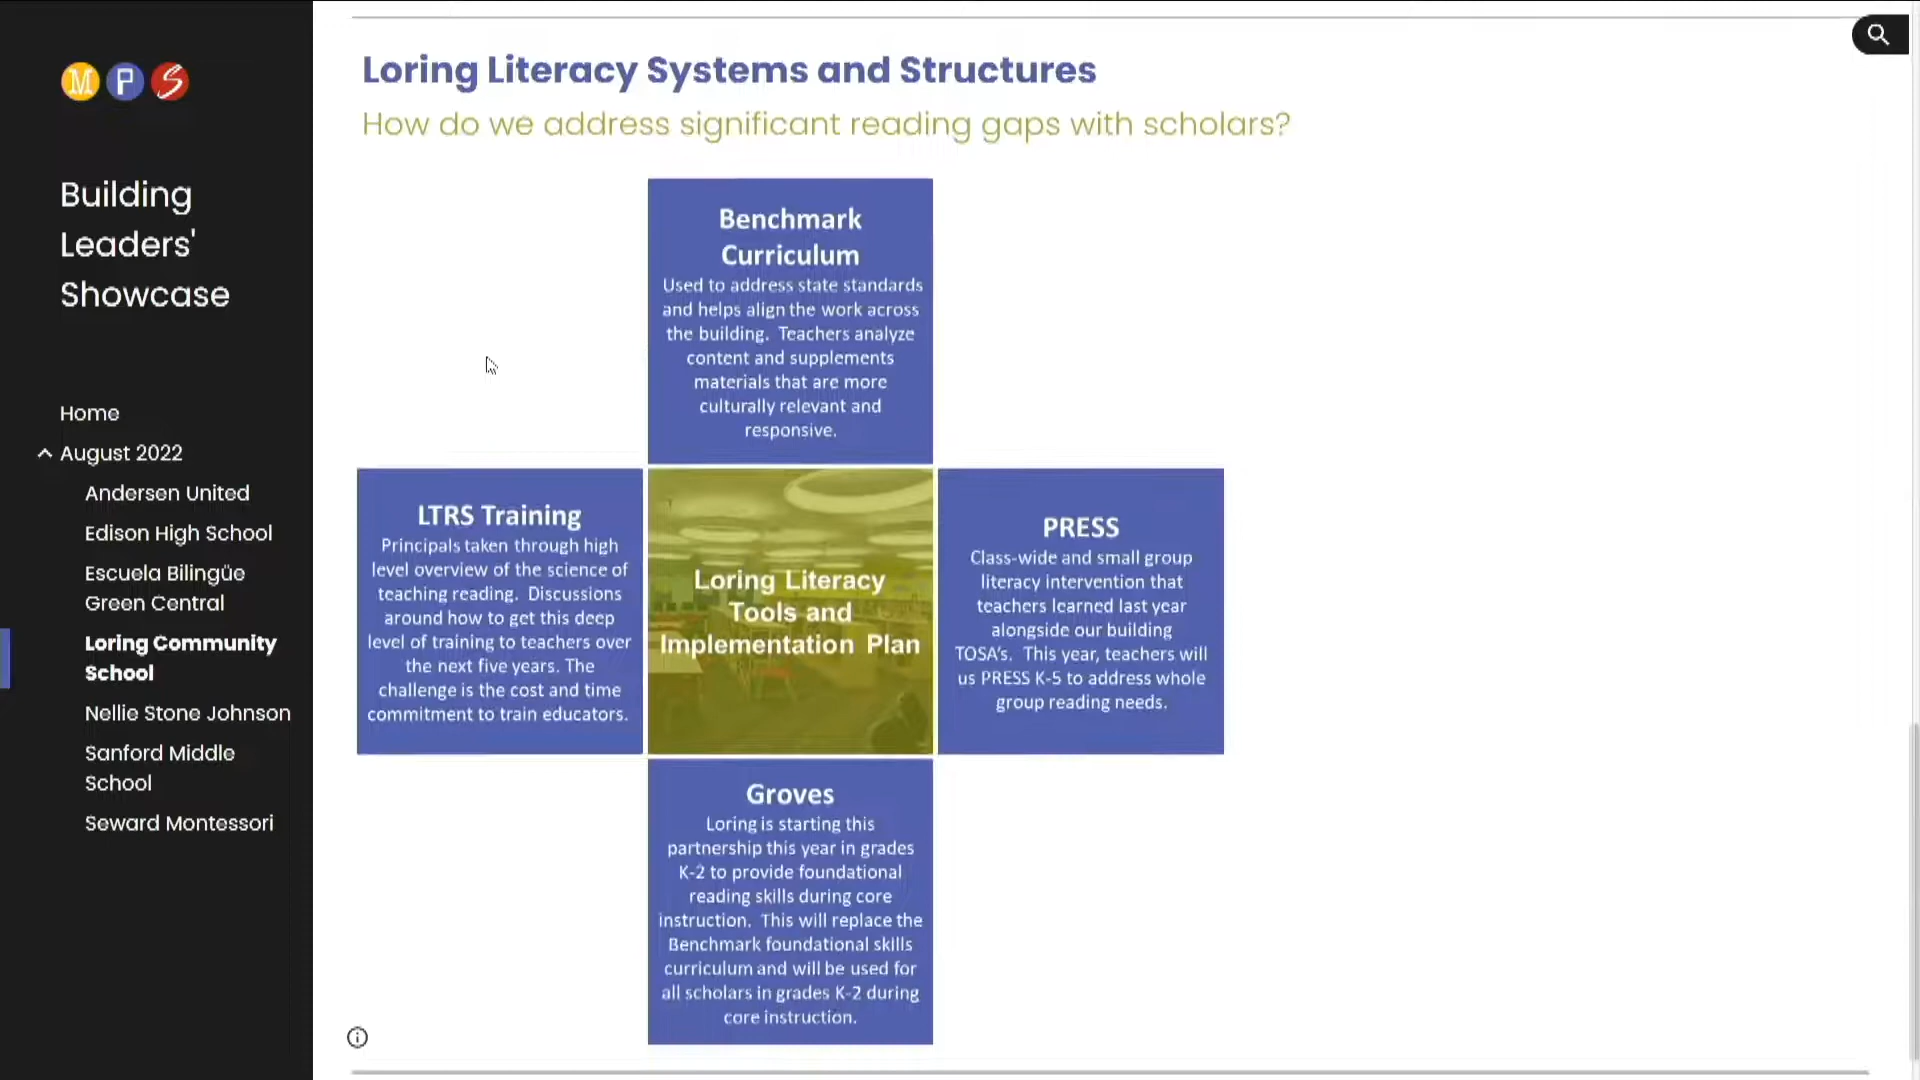 M P S
Building
Leaders'
Showcase
Home
August 2022
Andersen United
Edison High School
Escuela Bilingüe
Green Central
Loring Community
School
Nellie Stone Johnson
Sanford Middle
School
Seward Montessori
Loring Literacy Systems and Structures
How do we address significant reading gaps with scholars?
Benchmark
Curriculum
Used to address state standards
and helps align the work across
the building. Teachers analyze
content and supplements
materials that are more
culturally relevant and
responsive.
LTRS Training
Principals taken through high
level overview of the science of
teaching reading. Discussions
around how to get this deep
level of training to teachers over
the next five years. The
challenge is the cost and time
commitment to train educators.
Loring Literacy
Tools and
Implementation Plan
PRESS
Class-wide and small group
literacy intervention that
teachers learned last year
alongside our building
TOSA's. This year, teachers will
us PRESS K-5 to address whole
group reading needs.
Groves
Loring is starting this
partnership this year in grades
K-2 to provide foundational
reading skills during core
instruction. This will replace the
Benchmark foundational skills
curriculum and will be used for
all scholars in grades K-2 during
core instruction.